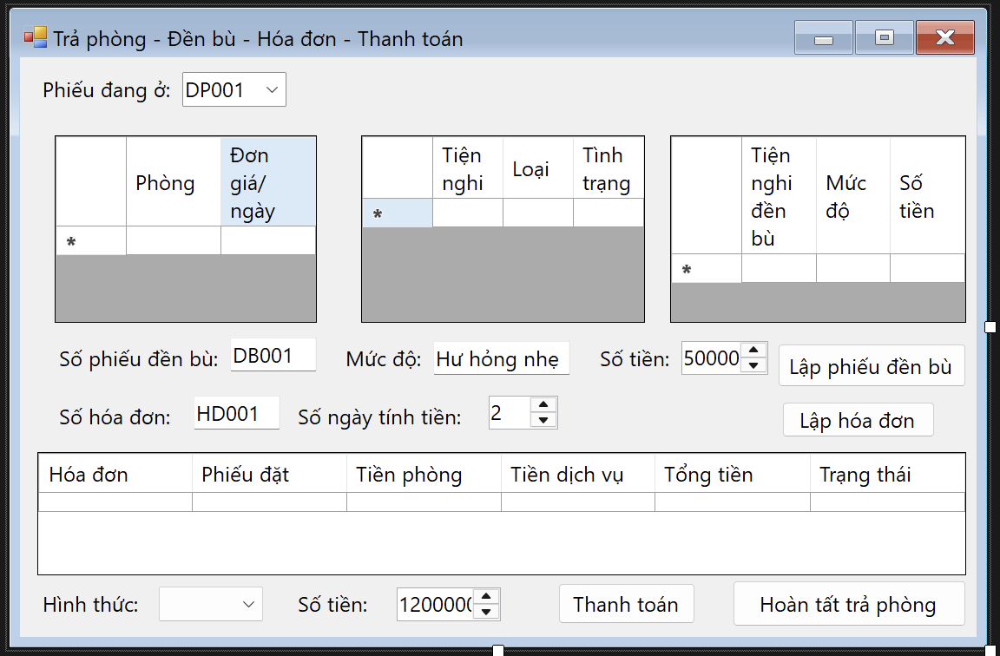 Trả phòng - Đền bù - Hóa đơn - Thanh toán
Phiếu đang ở: DP001
Phòng
Đơn
giá/
ngày
*
Tiện
nghi
Loại
Tình
trạng
*
Tiện
nghi
đền
bù
Mức
độ
Số
tiền
*
Số phiếu đền bù: DB001 Mức độ: Hư hỏng nhẹ Số tiền: 50000 Lập phiếu đền bù
Số hóa đơn: HD001 Số ngày tính tiền: 2 Lập hóa đơn
Hóa đơn Phiếu đặt Tiền phòng Tiền dịch vụ Tổng tiền Trạng thái
Hình thức: Số tiền: 1200000 Thanh toán Hoàn tất trả phòng